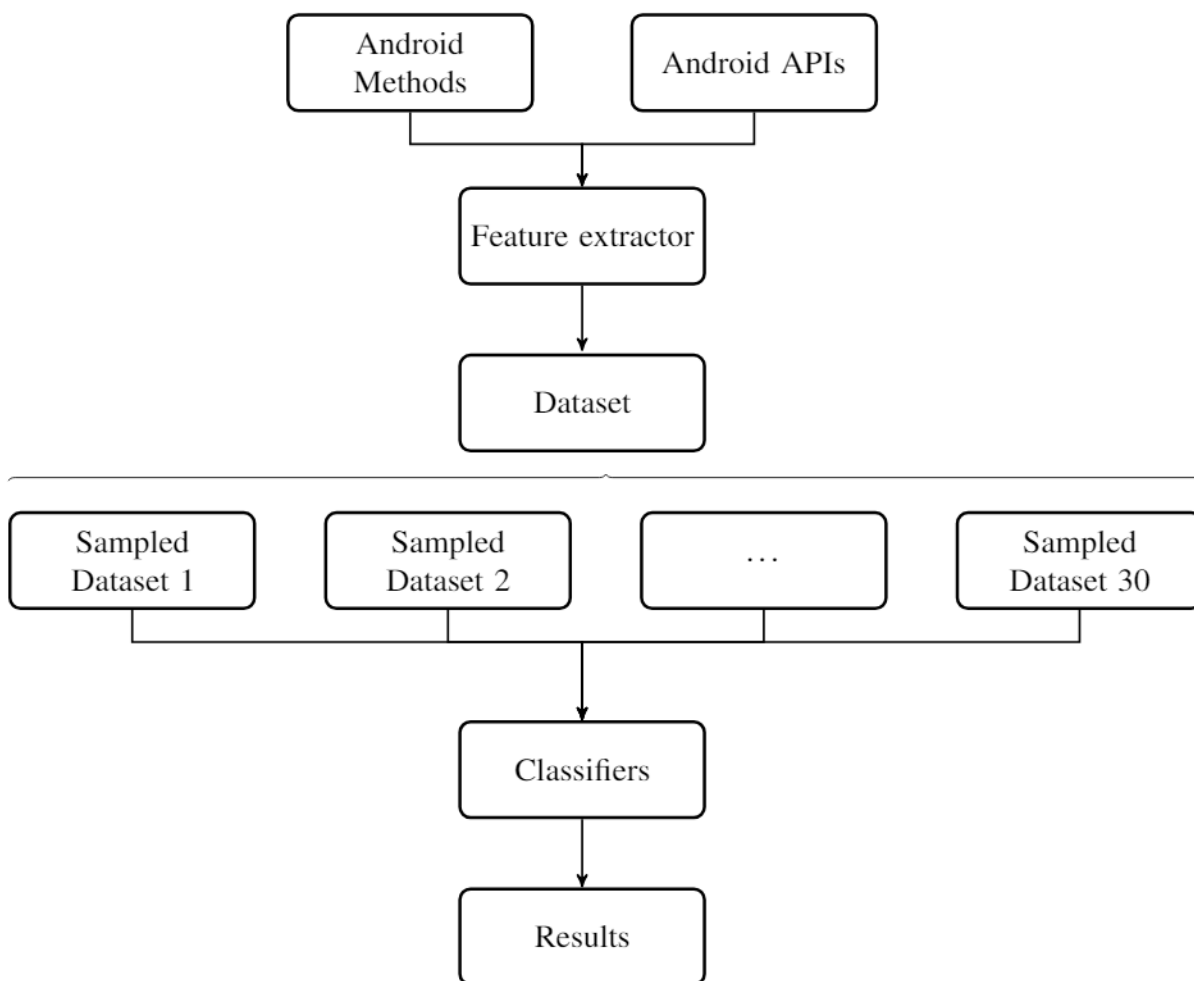 Android
Methods
Android APIs
Feature extractor
Dataset
Sampled
Dataset 1
Sampled
Dataset 2
...
Sampled
Dataset 30
Classifiers
Results